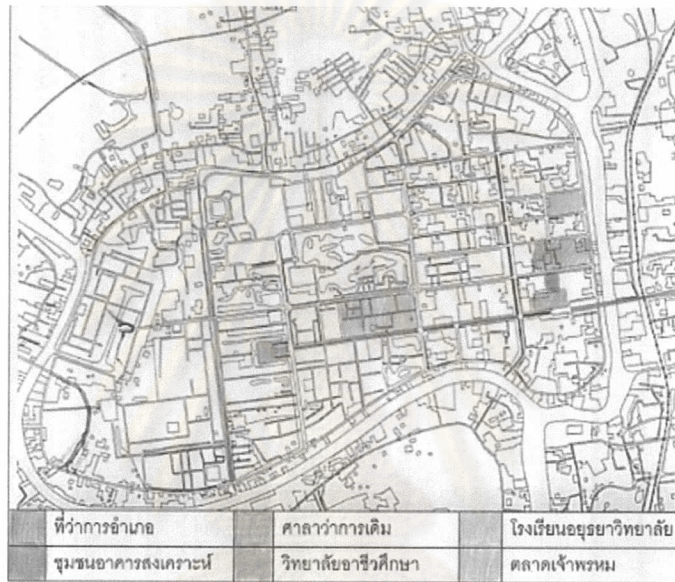 ที่ว่าการอำเภอ ศาลาว่าการเดิม โรงเรียนอยุธยาวิทยาลัย
ชุมชนอาคารสงเคราะห์ วิทยาลัยอาชีวศึกษา ตลาดเจ้าพรหม